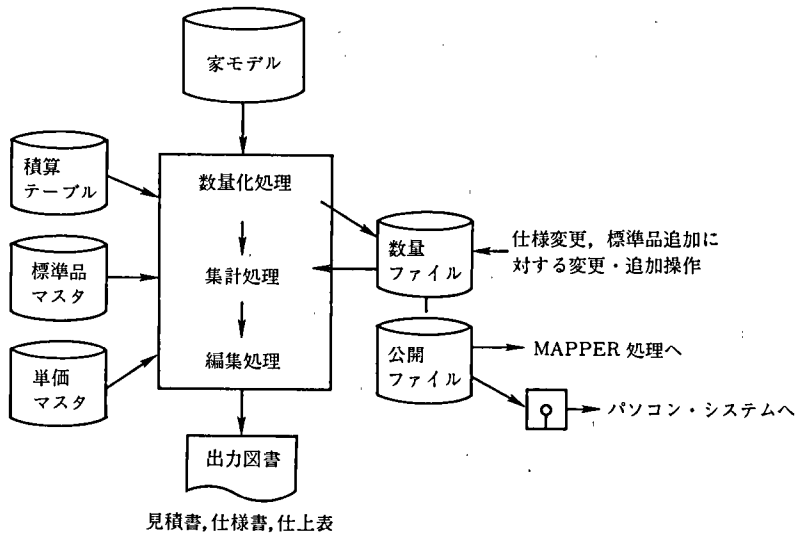 家モデル
積算
テーブル
数量化処理
標準品
マスタ
集計処理
数量
ファイル
仕様変更,標準品追加に
対する変更・追加操作
単価
マスタ
編集処理
公開
ファイル
MAPPER 処理へ
パソコン・システムへ
出力図書
見積書,仕様書,仕上表